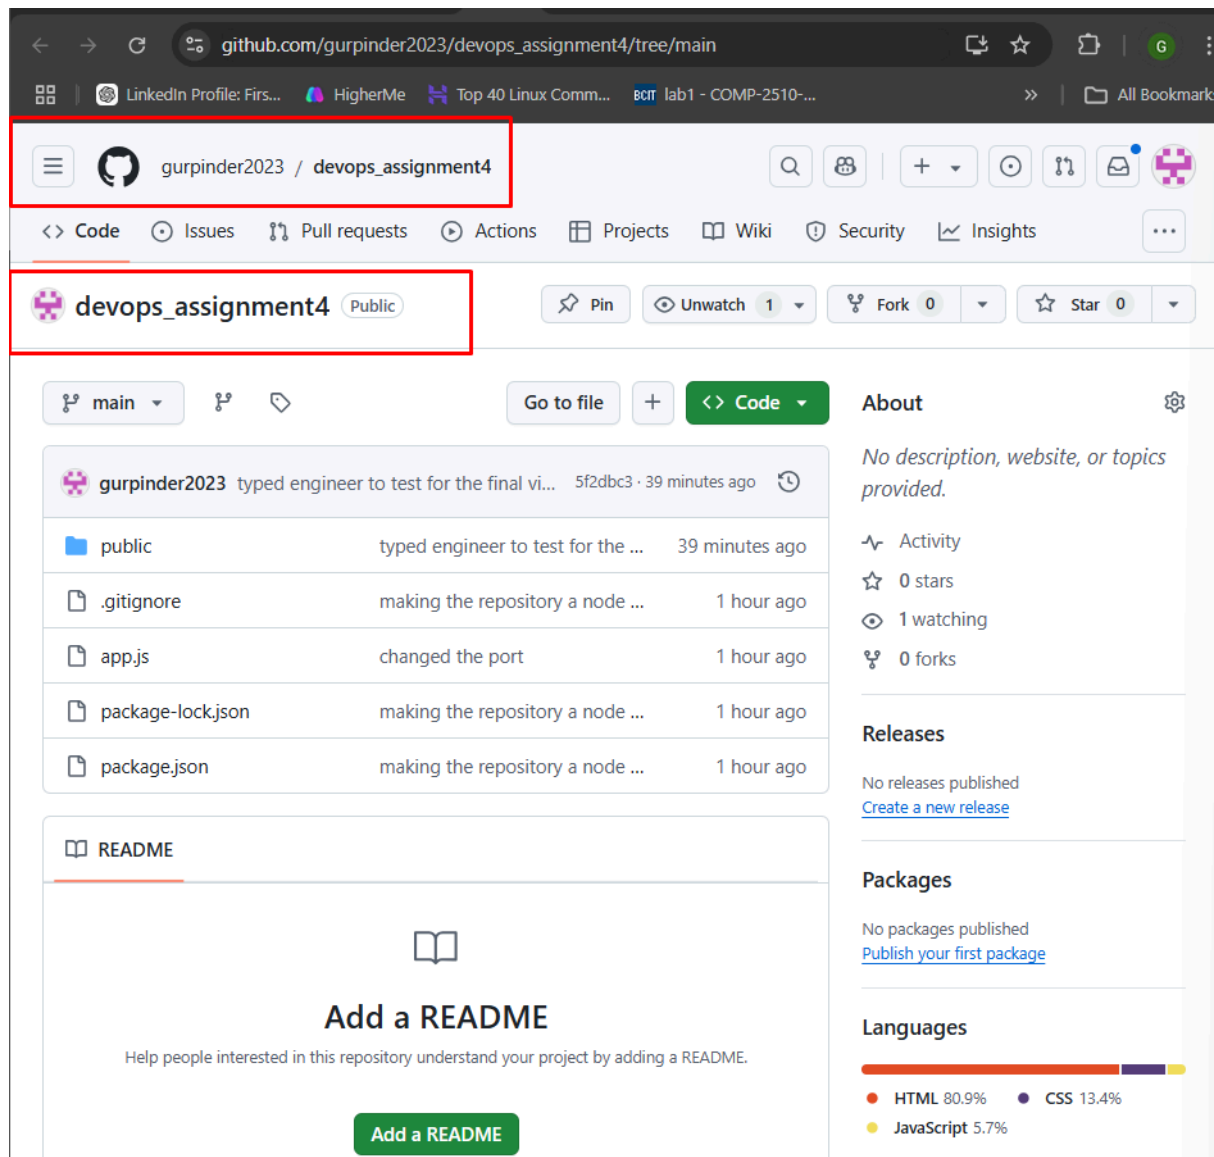 github.com/gurpinder2023/devops_assignment4/tree/main
G
LinkedIn Profile: Firs...
HigherMe
Top 40 Linux Comm...
BCIT lab1 - COMP-2510-...
»
All Bookmark
gurpinder2023 / devops_assignment4
Code
Issues
Pull requests
Actions
Projects
Wiki
Security
Insights
devops_assignment4 Public
Pin
Unwatch 1
Fork 0
Star 0
main
Go to file
Code
gurpinder2023 typed engineer to test for the final vi... 5f2dbc3 · 39 minutes ago
public typed engineer to test for the ... 39 minutes ago
.gitignore making the repository a node ... 1 hour ago
app.js changed the port 1 hour ago
package-lock.json making the repository a node ... 1 hour ago
package.json making the repository a node ... 1 hour ago
README
Add a README
Help people interested in this repository understand your project by adding a README.
Add a README
About
No description, website, or topics
provided.
Activity
0 stars
1 watching
0 forks
Releases
No releases published
Create a new release
Packages
No packages published
Publish your first package
Languages
HTML 80.9%
CSS 13.4%
JavaScript 5.7%